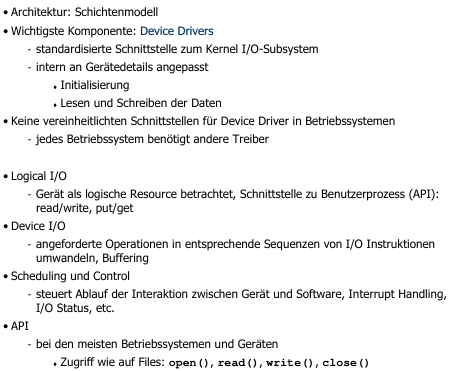 • Architektur: Schichtenmodell
• Wichtigste Komponente: Device Drivers
- standardisierte Schnittstelle zum Kernel I/O-Subsystem
- intern an Gerätedetails angepasst
• Initialisierung
• Lesen und Schreiben der Daten
• Keine vereinheitlichten Schnittstellen für Device Driver in Betriebssystemen
- jedes Betriebssystem benötigt andere Treiber
• Logical I/O
- Gerät als logische Resource betrachtet, Schnittstelle zu Benutzerprozess (API):
read/write, put/get
• Device I/O
- angeforderte Operationen in entsprechende Sequenzen von I/O Instruktionen
umwandeln, Buffering
• Scheduling und Control
- steuert Ablauf der Interaktion zwischen Gerät und Software, Interrupt Handling,
I/O Status, etc.
• API
- bei den meisten Betriebssystemen und Geräten
• Zugriff wie auf Files: open(), read(), write(), close()